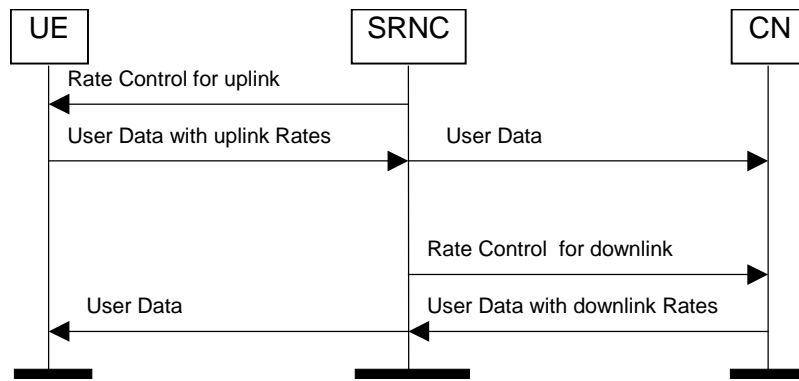 UE
SRNC
CN
Rate Control for uplink
User Data with uplink Rates
User Data
Rate Control for downlink
User Data
User Data with downlink Rates